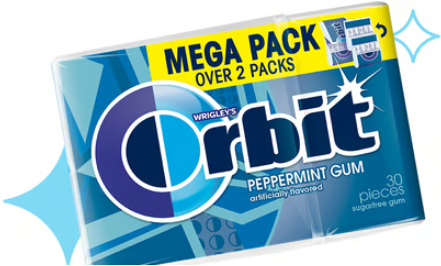 MEGA PACK
OVER 2 PACKS
WRIGLEY'S
Orbit
PEPPERMINT GUM
artificially flavored
30
pieces
sugarfree gum